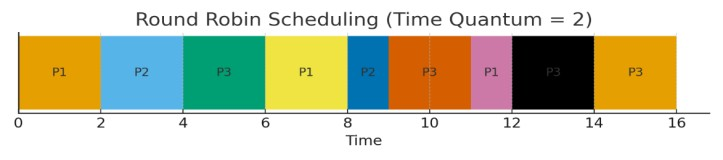 Round Robin Scheduling (Time Quantum = 2)
P1 P2 P3 P1 P2 P3 P1 P3 P3
0 2 4 6 8 10 12 14 16
Time